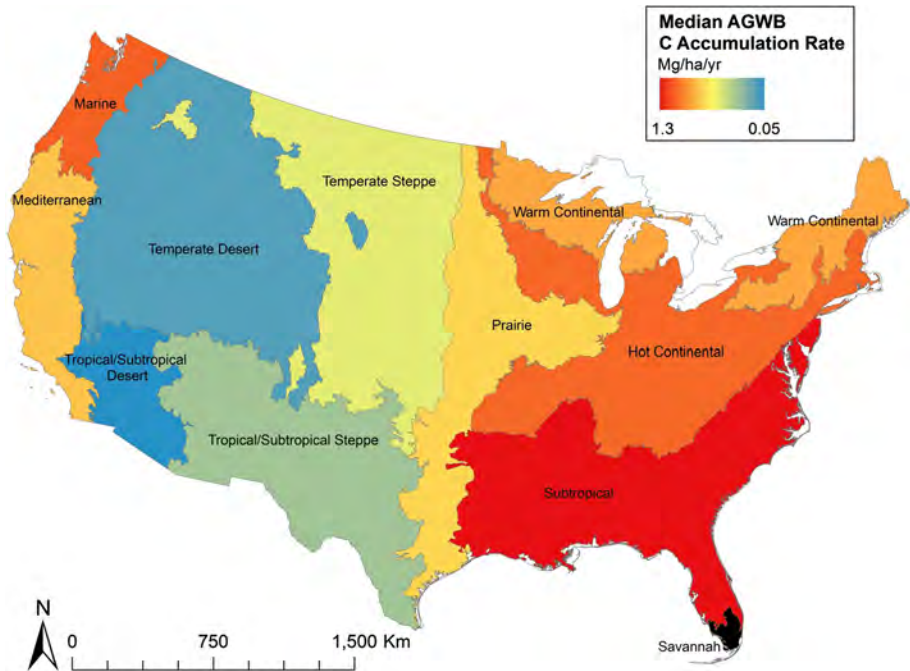 Median AGWB
C Accumulation Rate
Mg/ha/yr
1.3 0.05
Marine
Mediterranean
Temperate Steppe
Temperate Desert
Warm Continental
Warm Continental
Prairie
Hot Continental
Tropical/Subtropical
Desert
Tropical/Subtropical Steppe
Subtropical
Savannah
N
0 750 1,500 Km